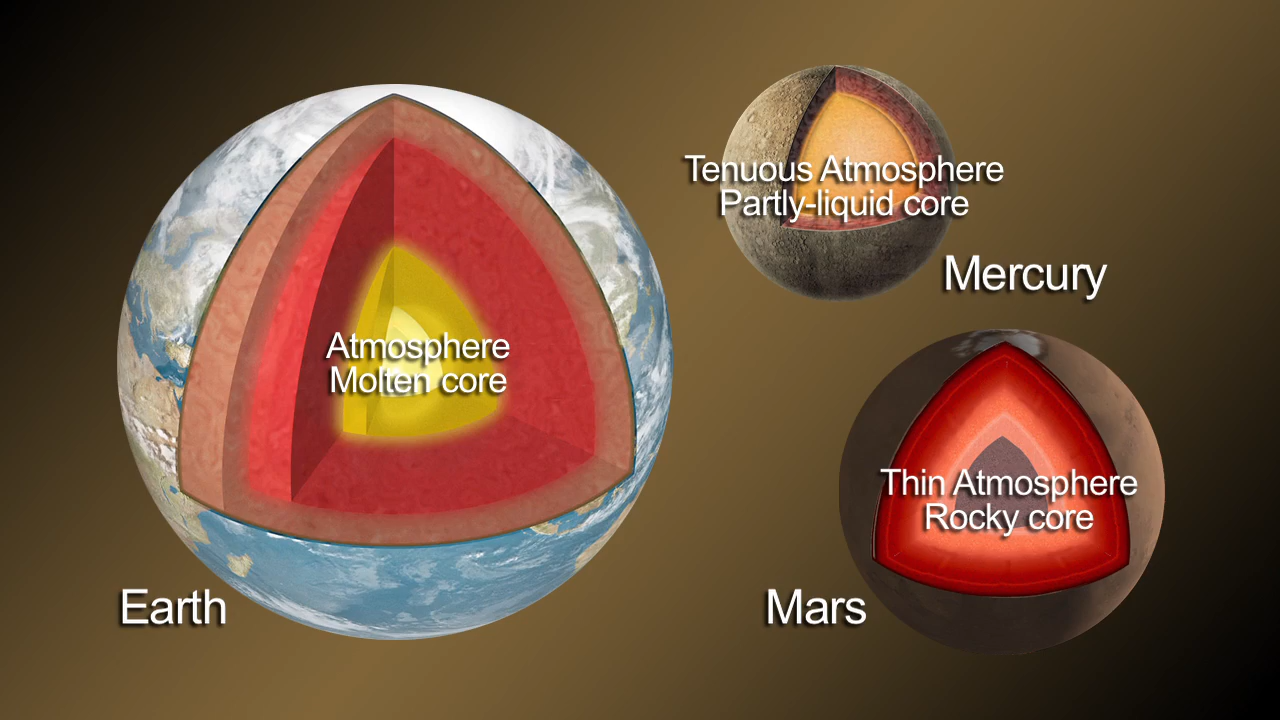 Atmosphere
Molten core
Earth
Tenuous Atmosphere
Partly-liquid core
Mercury
Thin Atmosphere
Rocky core
Mars